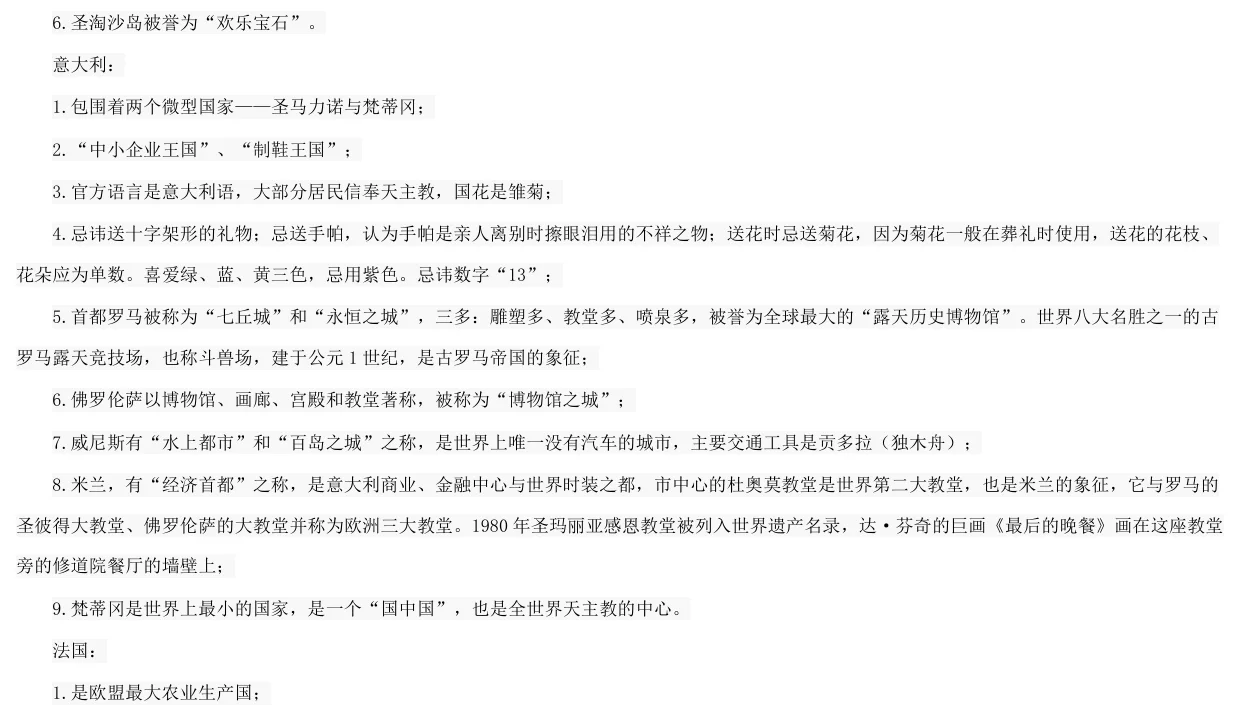 6.圣淘沙岛被誉为“欢乐宝石”。
意大利：
1.包围着两个微型国家——圣马力诺与梵蒂冈；
2.“中小企业王国”、“制鞋王国”；
3.官方语言是意大利语，大部分居民信奉天主教，国花是雏菊；
4.忌讳送十字架形的礼物；忌送手帕，认为手帕是亲人离别时擦眼泪用的不祥之物；送花时忌送菊花，因为菊花一般在葬礼时使用，送花的花枝、
花朵应为单数。喜爱绿、蓝、黄三色，忌用紫色。忌讳数字“13”；
5.首都罗马被称为“七丘城”和“永恒之城”，三多：雕塑多、教堂多、喷泉多，被誉为全球最大的“露天历史博物馆”。世界八大名胜之一的古
罗马露天竞技场，也称斗兽场，建于公元 1 世纪，是古罗马帝国的象征；
6.佛罗伦萨以博物馆、画廊、宫殿和教堂著称，被称为“博物馆之城”；
7.威尼斯有“水上都市”和“百岛之城”之称，是世界上唯一没有汽车的城市，主要交通工具是贡多拉（独木舟）；
8.米兰，有“经济首都”之称，是意大利商业、金融中心与世界时装之都，市中心的杜奥莫教堂是世界第二大教堂，也是米兰的象征，它与罗马的
圣彼得大教堂、佛罗伦萨的大教堂并称为欧洲三大教堂。1980 年圣玛丽亚感恩教堂被列入世界遗产名录，达·芬奇的巨画《最后的晚餐》画在这座教堂
旁的修道院餐厅的墙壁上；
9.梵蒂冈是世界上最小的国家，是一个“国中国”，也是全世界天主教的中心。
法国：
1.是欧盟最大农业生产国；